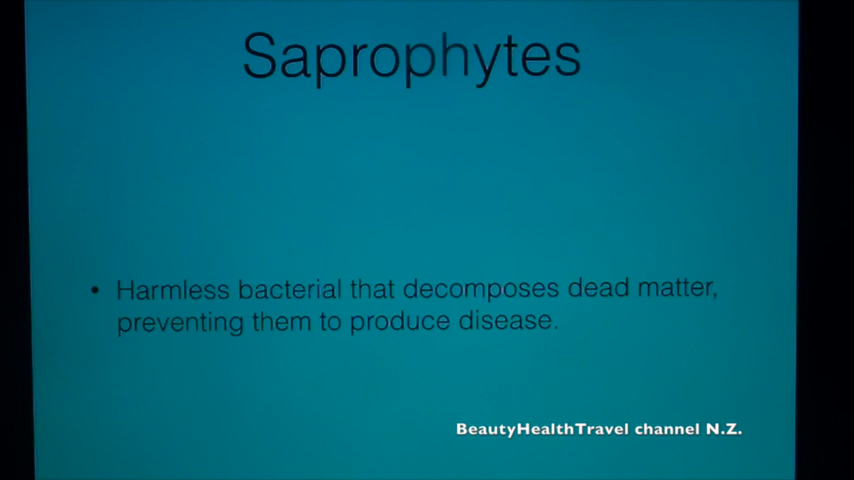 Saprophytes
• Harmless bacterial that decomposes dead matter,
preventing them to produce disease.
BeautyHealthTravel channel N.Z.